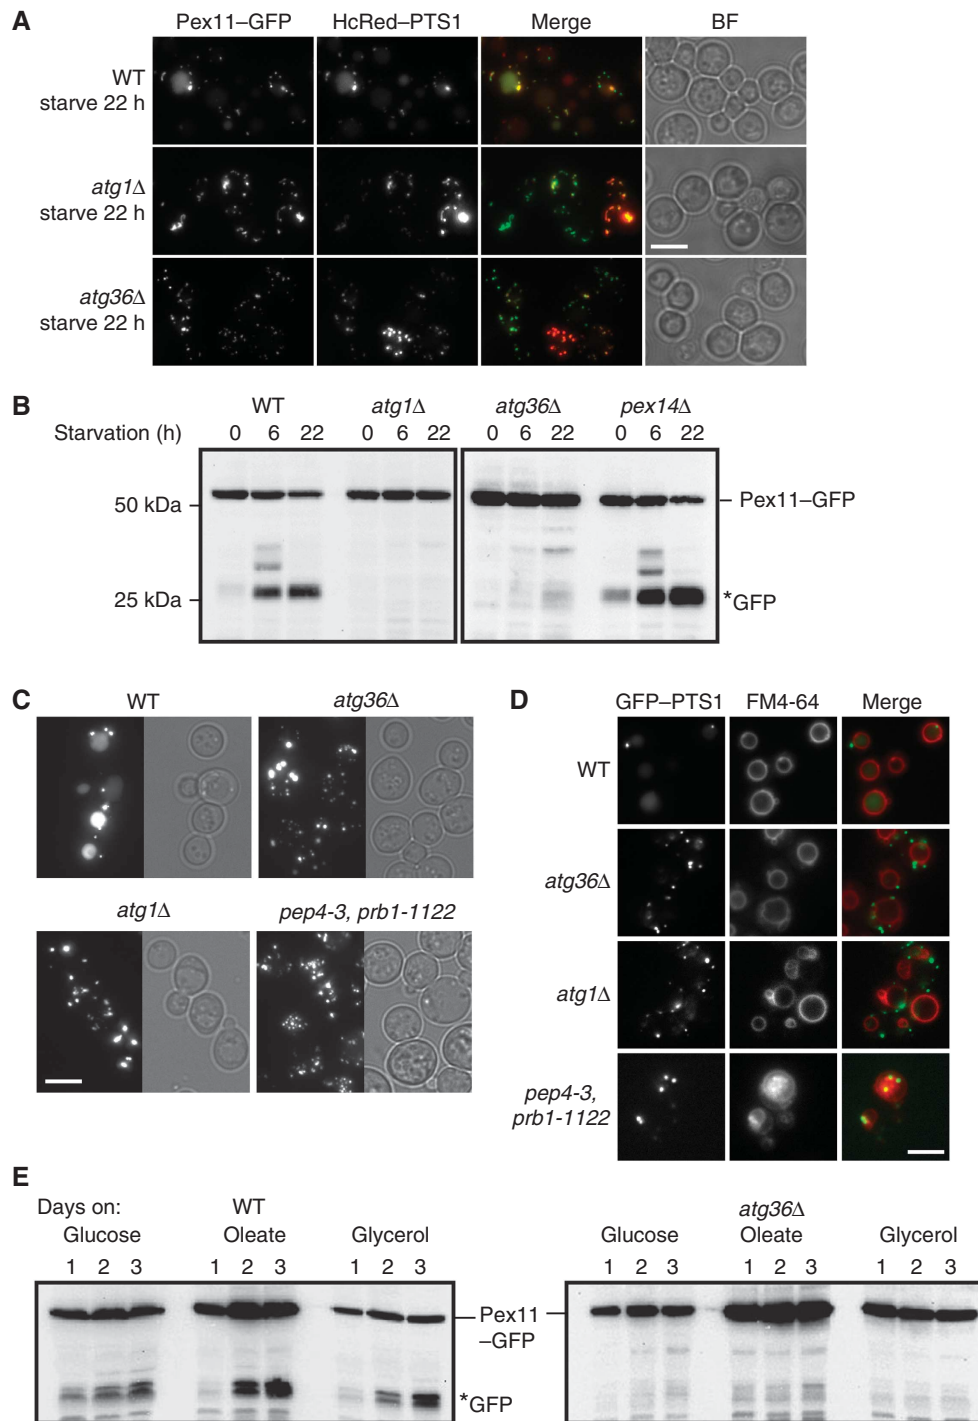 A
Pex11–GFP HcRed–PTS1 Merge BF
WT
starve 22 h
atg1Δ
starve 22 h
atg36Δ
starve 22 h
B
WT atg1Δ atg36Δ pex14Δ
Starvation (h) 0 6 22 0 6 22 0 6 22 0 6 22
50 kDa
Pex11–GFP
25 kDa
*GFP
C
WT atg36Δ
atg1Δ pep4-3, prb1-1122
D
GFP–PTS1 FM4-64 Merge
WT
atg36Δ
atg1Δ
pep4-3,
prb1-1122
E
Days on: WT
Glucose Oleate Glycerol
1 2 3 1 2 3 1 2 3
atg36Δ
Glucose Oleate Glycerol
1 2 3 1 2 3 1 2 3
Pex11
–GFP
*GFP